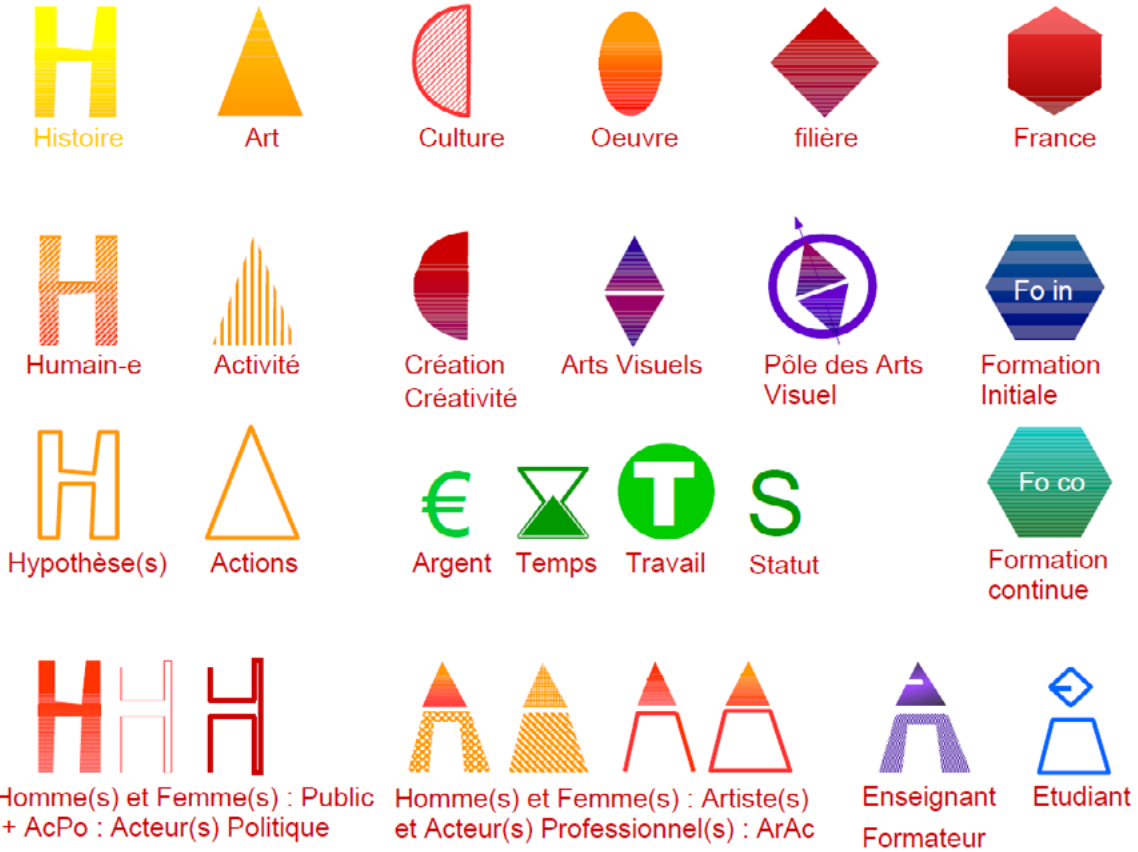 Histoire
Art
Culture
Oeuvre
filière
France
Humain-e
Activité
Création
Créativité
Arts Visuels
Pôle des Arts
Visuel
Fo in
Formation
Initiale
Hypothèse(s)
Actions
€
Argent
Temps
T
Travail
S
Statut
Fo co
Formation
continue
Homme(s) et Femme(s) : Public
+ AcPo : Acteur(s) Politique
Homme(s) et Femme(s) : Artiste(s)
et Acteur(s) Professionnel(s) : ArAc
Enseignant
Formateur
Etudiant